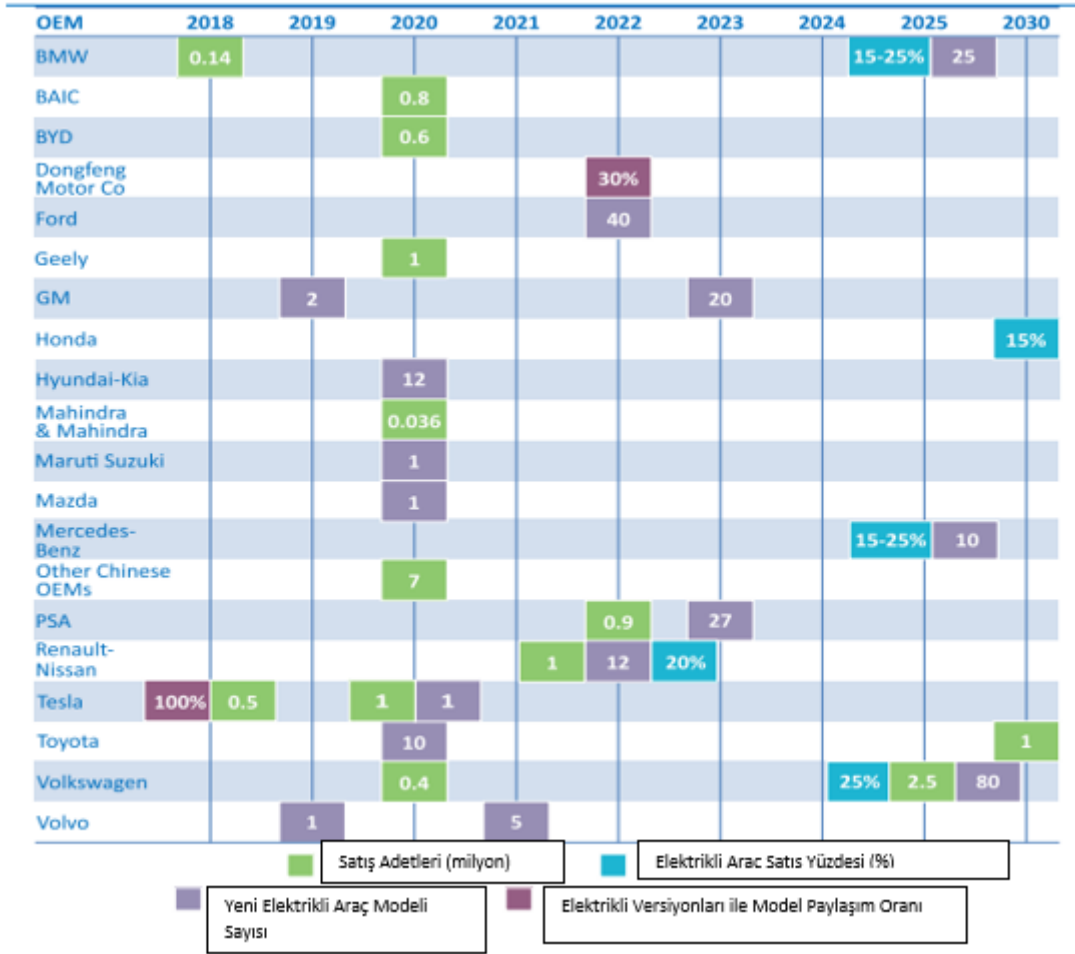 OEM 2018 2019 2020 2021 2022 2023 2024 2025 2030
BMW 0.14 15-25% 25
BAIC 0.8
BYD 0.6
Dongfeng
Motor Co 30%
Ford 40
Geely 1
GM 2 20
Honda 15%
Hyundai-Kia 12
Mahindra
& Mahindra 0.036
Maruti Suzuki 1
Mazda 1
Mercedes-
Benz 15-25% 10
Other Chinese
OEMs 7
PSA 0.9 27
Renault-
Nissan 1 12 20%
Tesla 100% 0.5 1 1
Toyota 10 1
Volkswagen 0.4 25% 2.5 80
Volvo 1 5
Satış Adetleri (milyon) Elektrikli Araç Satıs Yüzdesi (%)
Yeni Elektrikli Araç Modeli
Sayısı
Elektrikli Versiyonları ile Model Paylaşım Oranı